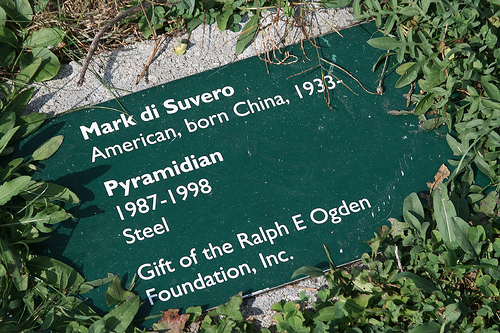 Mark di Suvero
American, born China, 1933-
Pyramidian
1987-1998
Steel
Gift of the Ralph E Ogden
Foundation, Inc.